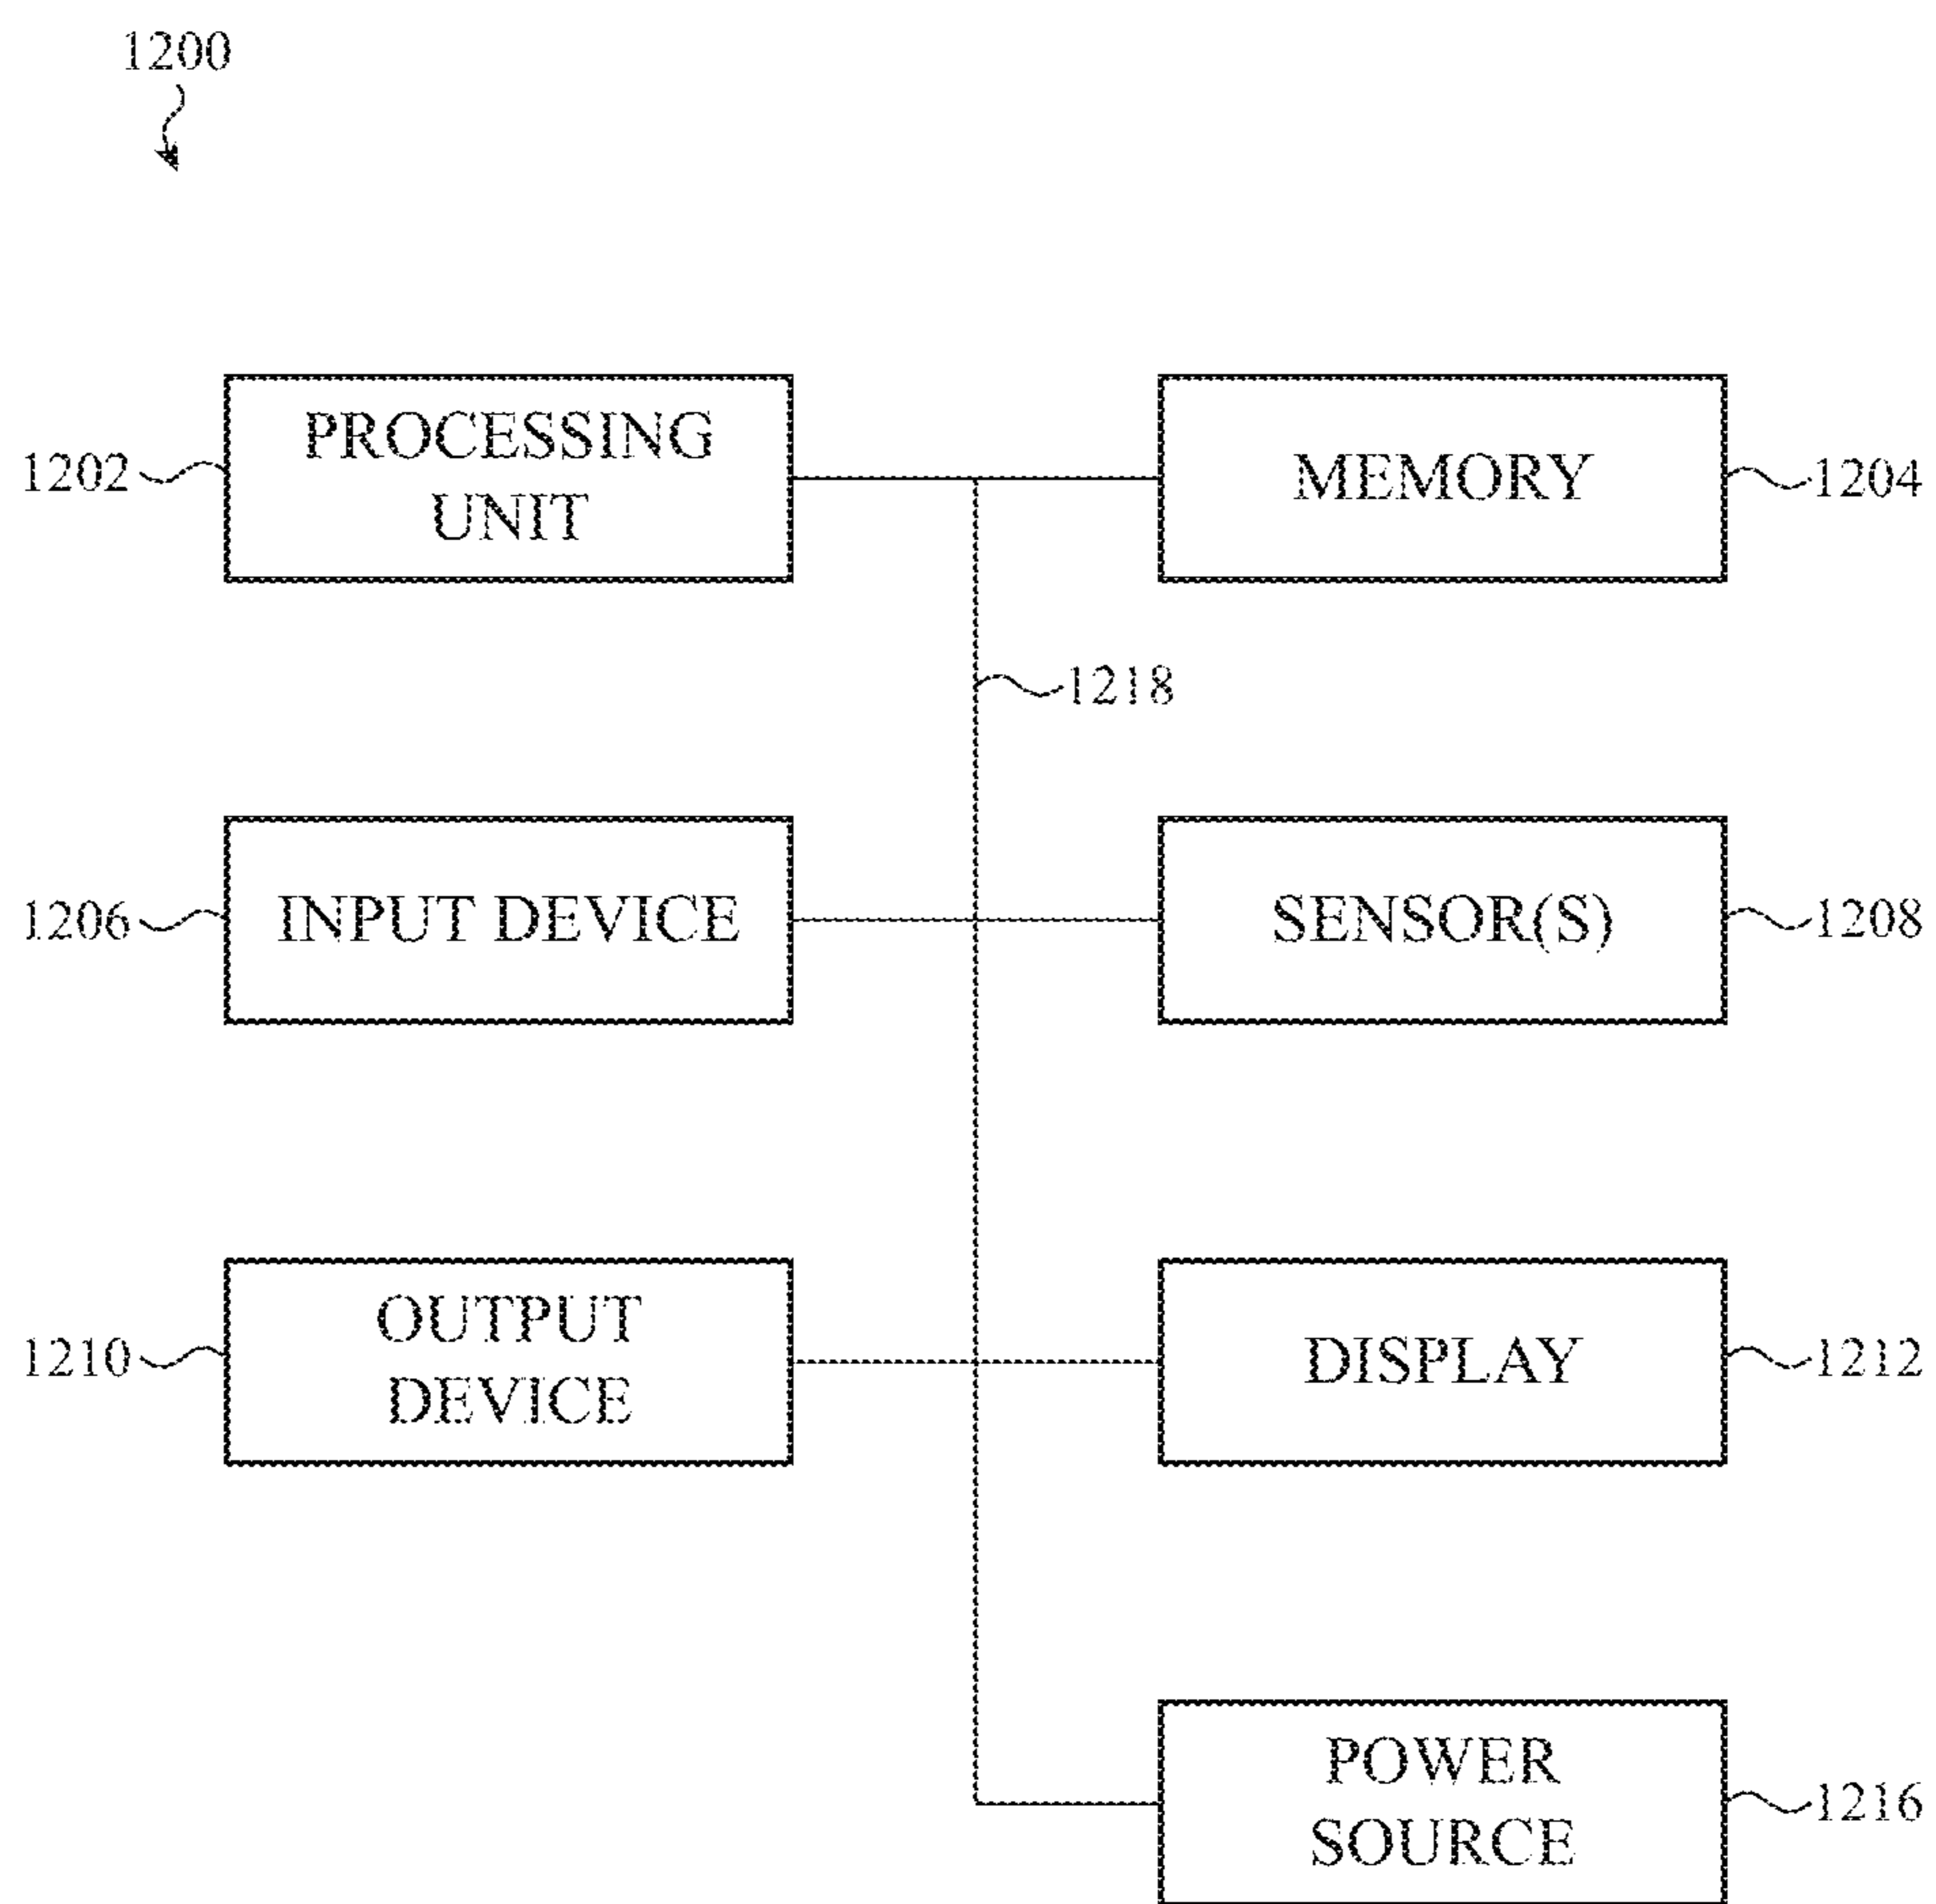 1200
PROCESSING
UNIT
1202
MEMORY
1204
1218
1206
INPUT DEVICE
SENSOR(S)
1208
OUTPUT
DEVICE
1210
DISPLAY
1212
POWER
SOURCE
1216